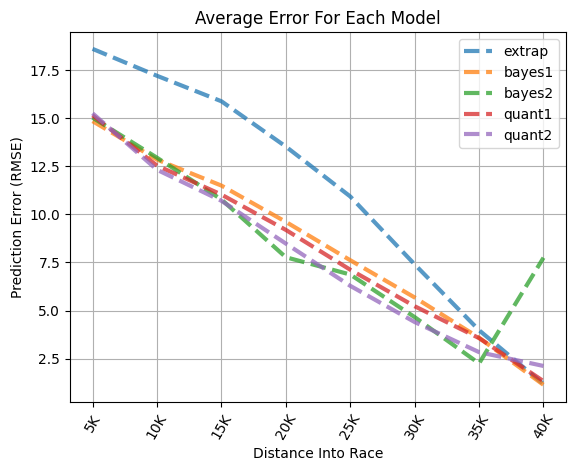 Average Error For Each Model
extrap
bayes1
bayes2
quant1
quant2
Prediction Error (RMSE)
17.5
15.0
12.5
10.0
7.5
5.0
2.5
5K
10K
15K
20K
25K
30K
35K
40K
Distance Into Race